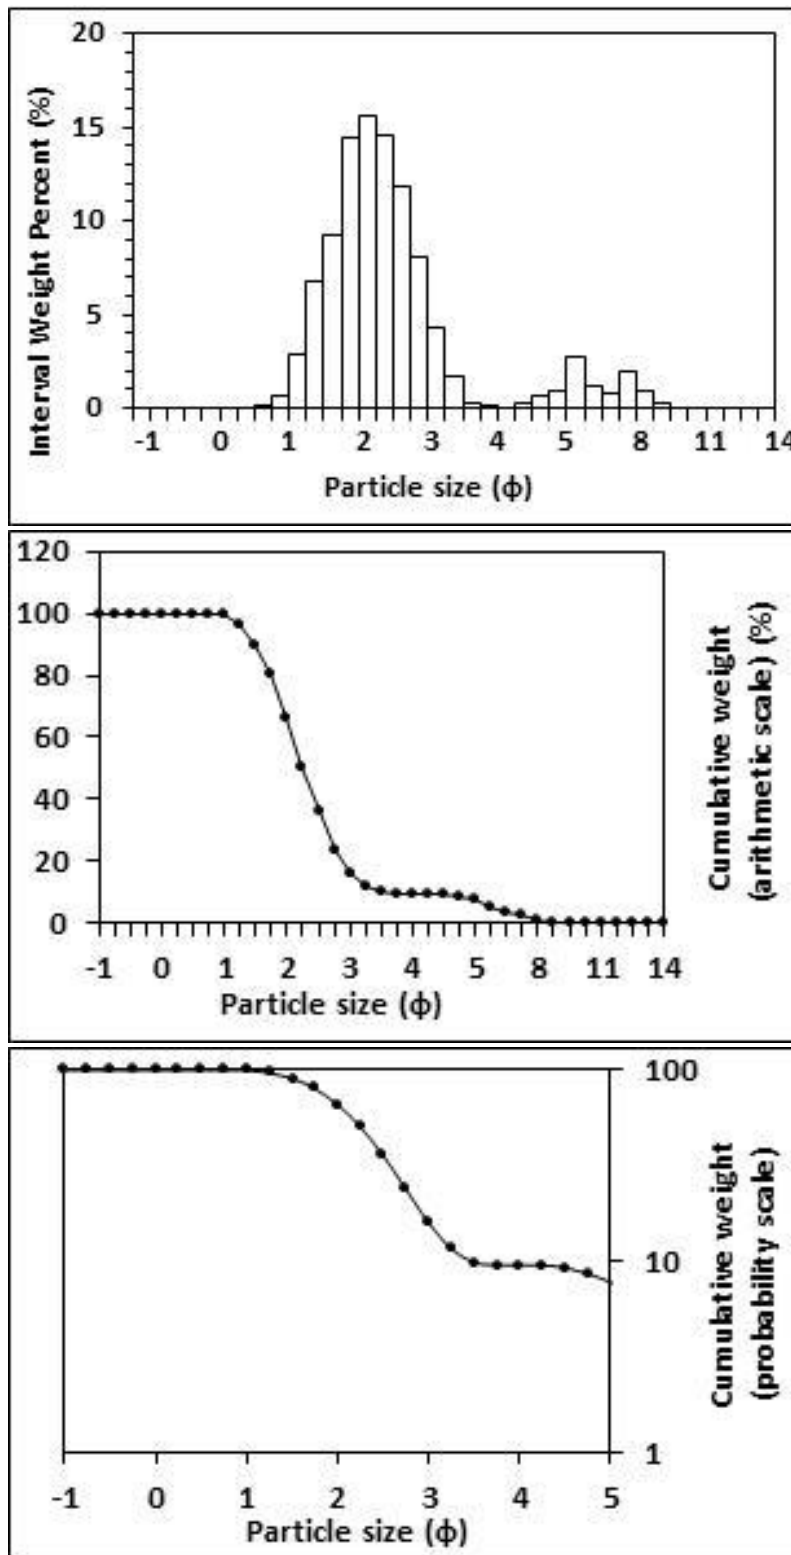 Interval Weight Percent (%)
20
15
10
5
0
-1 0 1 2 3 4 5 8 11 14
Particle size (ϕ)
120
100
80
60
40
20
0
-1 0 1 2 3 4 5 8 11 14
Particle size (ϕ)
Cumulative weight
(arithmetic scale) (%)
100
10
1
-1 0 1 2 3 4 5
Particle size (ϕ)
Cumulative weight
(probability scale)